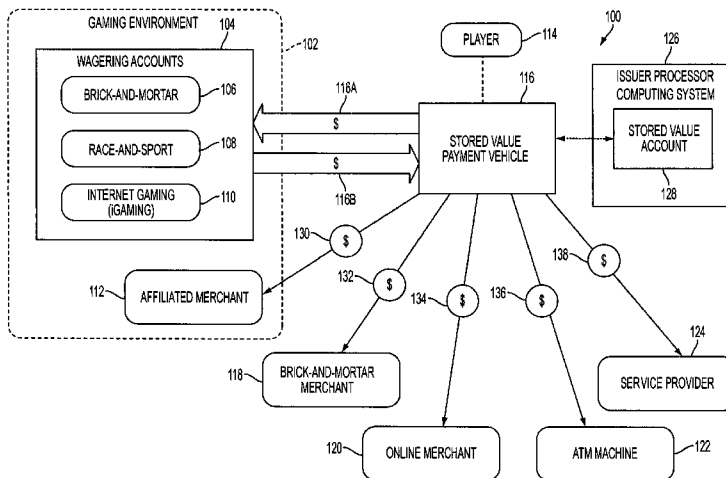 GAMING ENVIRONMENT
102
104
WAGERING ACCOUNTS
BRICK-AND-MORTAR
106
RACE-AND-SPORT
108
INTERNET GAMING
(iGAMING)
110
116A
$
$
116B
PLAYER
114
116
STORED VALUE
PAYMENT VEHICLE
100
126
ISSUER PROCESSOR
COMPUTING SYSTEM
STORED VALUE
ACCOUNT
128
130
$
132
$
134
$
136
$
138
$
112
AFFILIATED MERCHANT
118
BRICK-AND-MORTAR
MERCHANT
120
ONLINE MERCHANT
ATM MACHINE
122
124
SERVICE PROVIDER